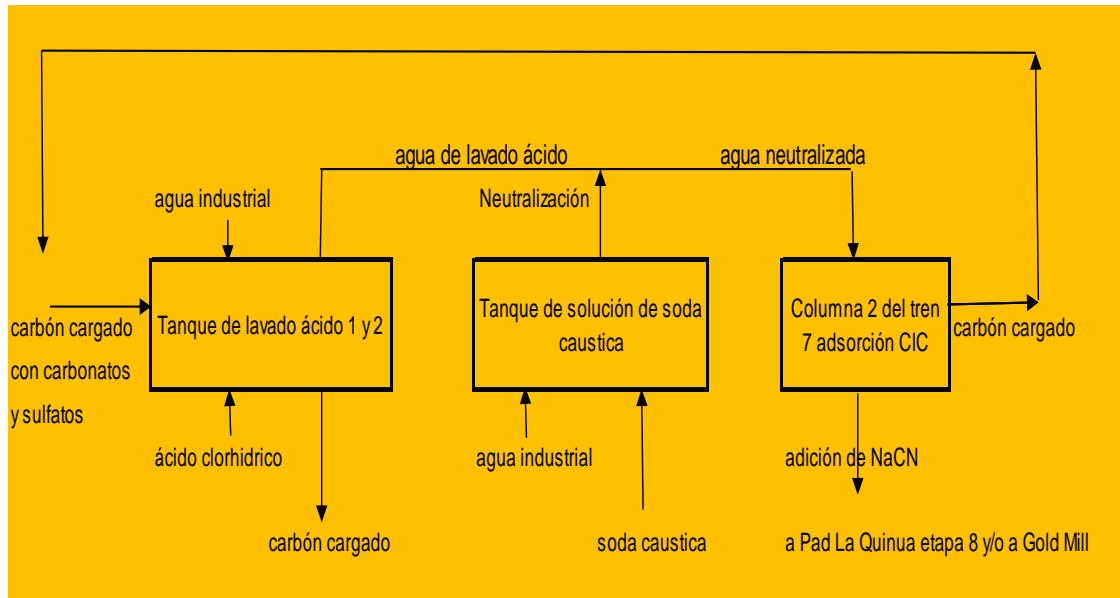 agua de lavado ácido
agua neutralizada
agua industrial
Neutralización
carbón cargado
con carbonatos
y sulfatos
Tanque de lavado ácido 1 y 2
Tanque de solución de soda
caustica
Columna 2 del tren
7 adsorción CIC
carbón cargado
ácido clorhidrico
agua industrial
adición de NaCN
carbón cargado
soda caustica
a Pad La Quinua etapa 8 y/o a Gold Mill